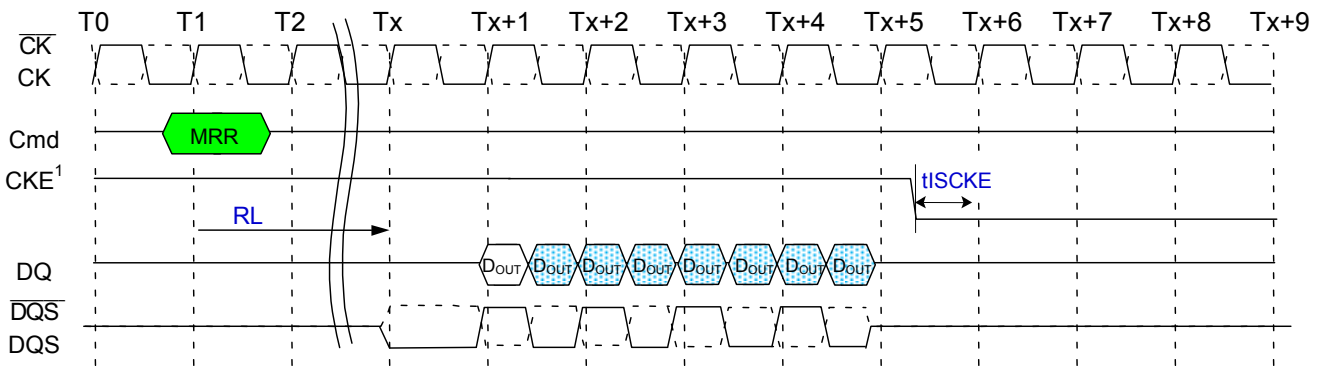 T0 T1 T2 Tx Tx+1 Tx+2 Tx+3 Tx+4 Tx+5 Tx+6 Tx+7 Tx+8 Tx+9
CK
CK
Cmd MRR
CKE1 tISCKE
RL
DQ DOUT DOUT DOUT DOUT DOUT DOUT DOUT DOUT
DQS
DQS